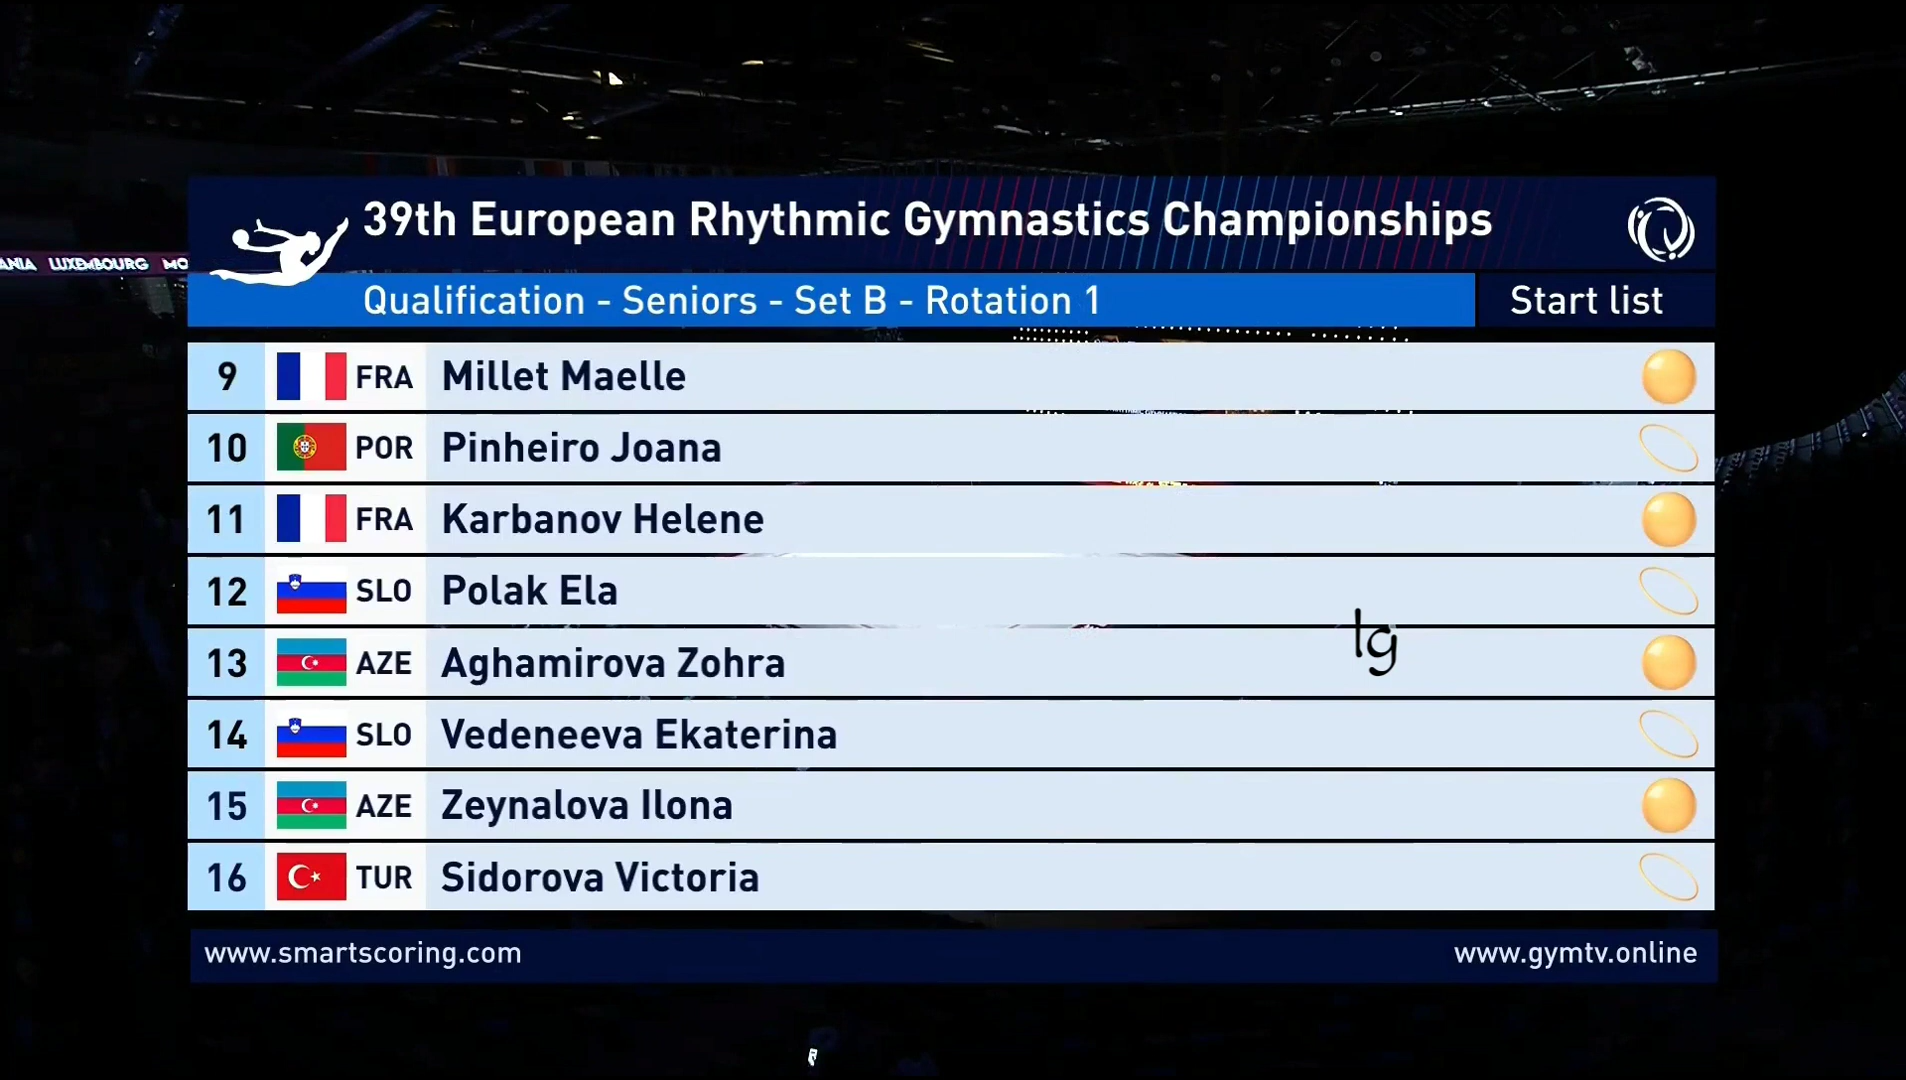 39th European Rhythmic Gymnastics Championships
Qualification - Seniors - Set B - Rotation 1 Start list
LUXEMBOURG
9 FRA Millet Maelle
10 POR Pinheiro Joana
11 FRA Karbanov Helene
12 SLO Polak Ela
lg
13 AZE Aghamirova Zohra
14 SLO Vedeneeva Ekaterina
15 AZE Zeynalova Ilona
16 TUR Sidorova Victoria
www.smartscoring.com www.gymtv.online